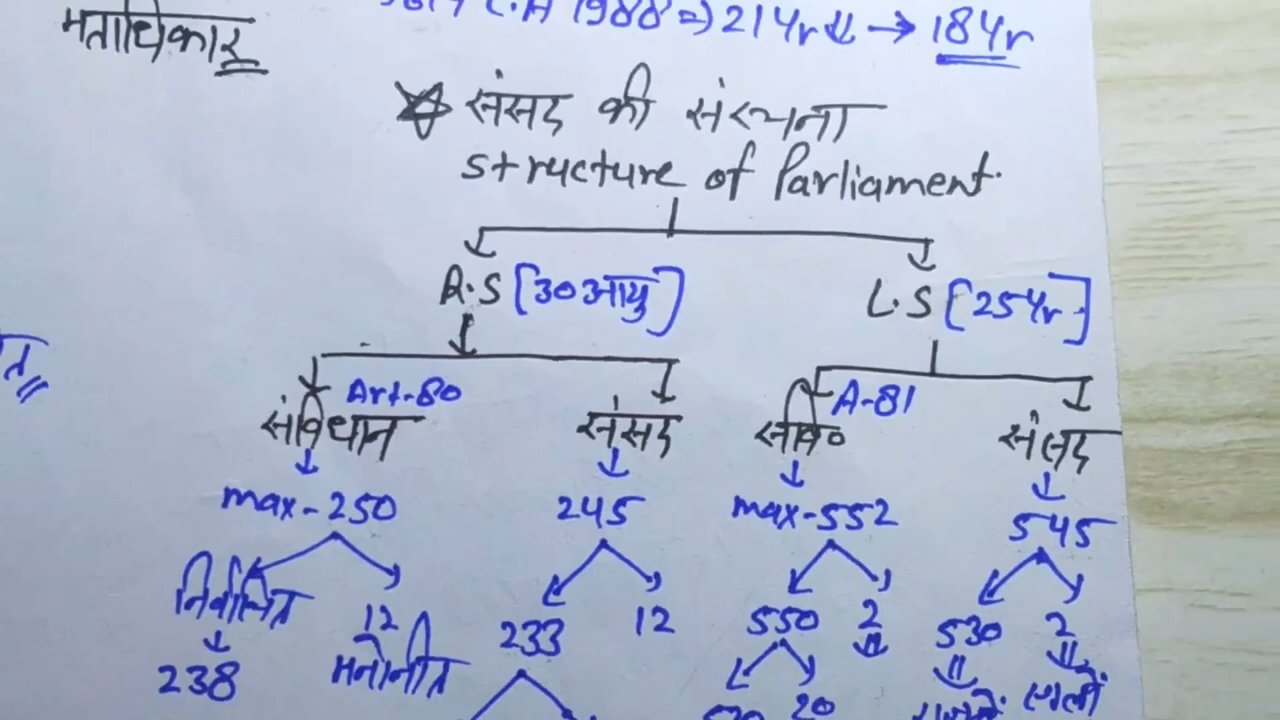 मताधिकार
C.A 1988 => 21Yr ↓ → 18Yr
संसद की संरचना
structure of Parliament.
R.S [30 आयु]
L.S [25Yr.]
Art-80
A-81
संविधान
संसद
संवि०
संसद
max-250
245
max-552
545
निर्वाचित
12
मनोनीत
233
12
550
2
530
2
238
20